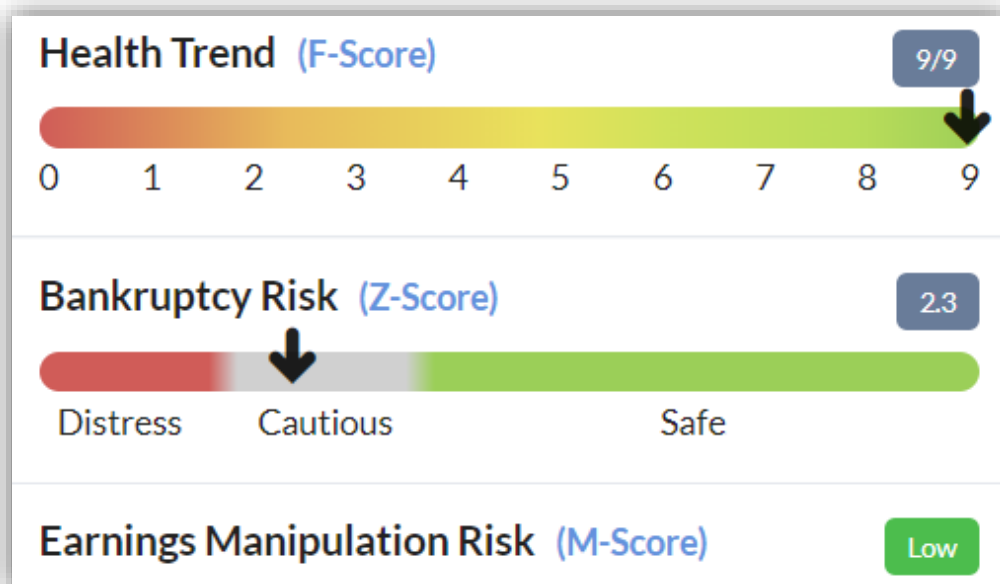 Health Trend (F-Score) 9/9
0 1 2 3 4 5 6 7 8 9
Bankruptcy Risk (Z-Score) 2.3
Distress Cautious Safe
Earnings Manipulation Risk (M-Score) Low